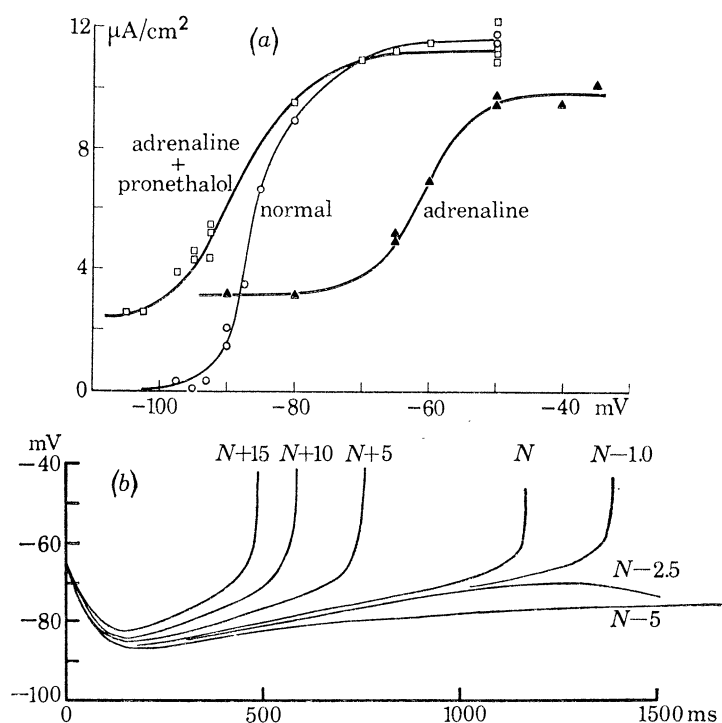 12
μA/cm²
(a)
8
adrenaline
+
pronethalol
normal
adrenaline
4
0
−100
−80
−60
−40
mV
mV
−40
(b)
N+15
N+10
N+5
N
N−1.0
−60
N−2.5
−80
N−5
−100
0
500
1000
1500 ms